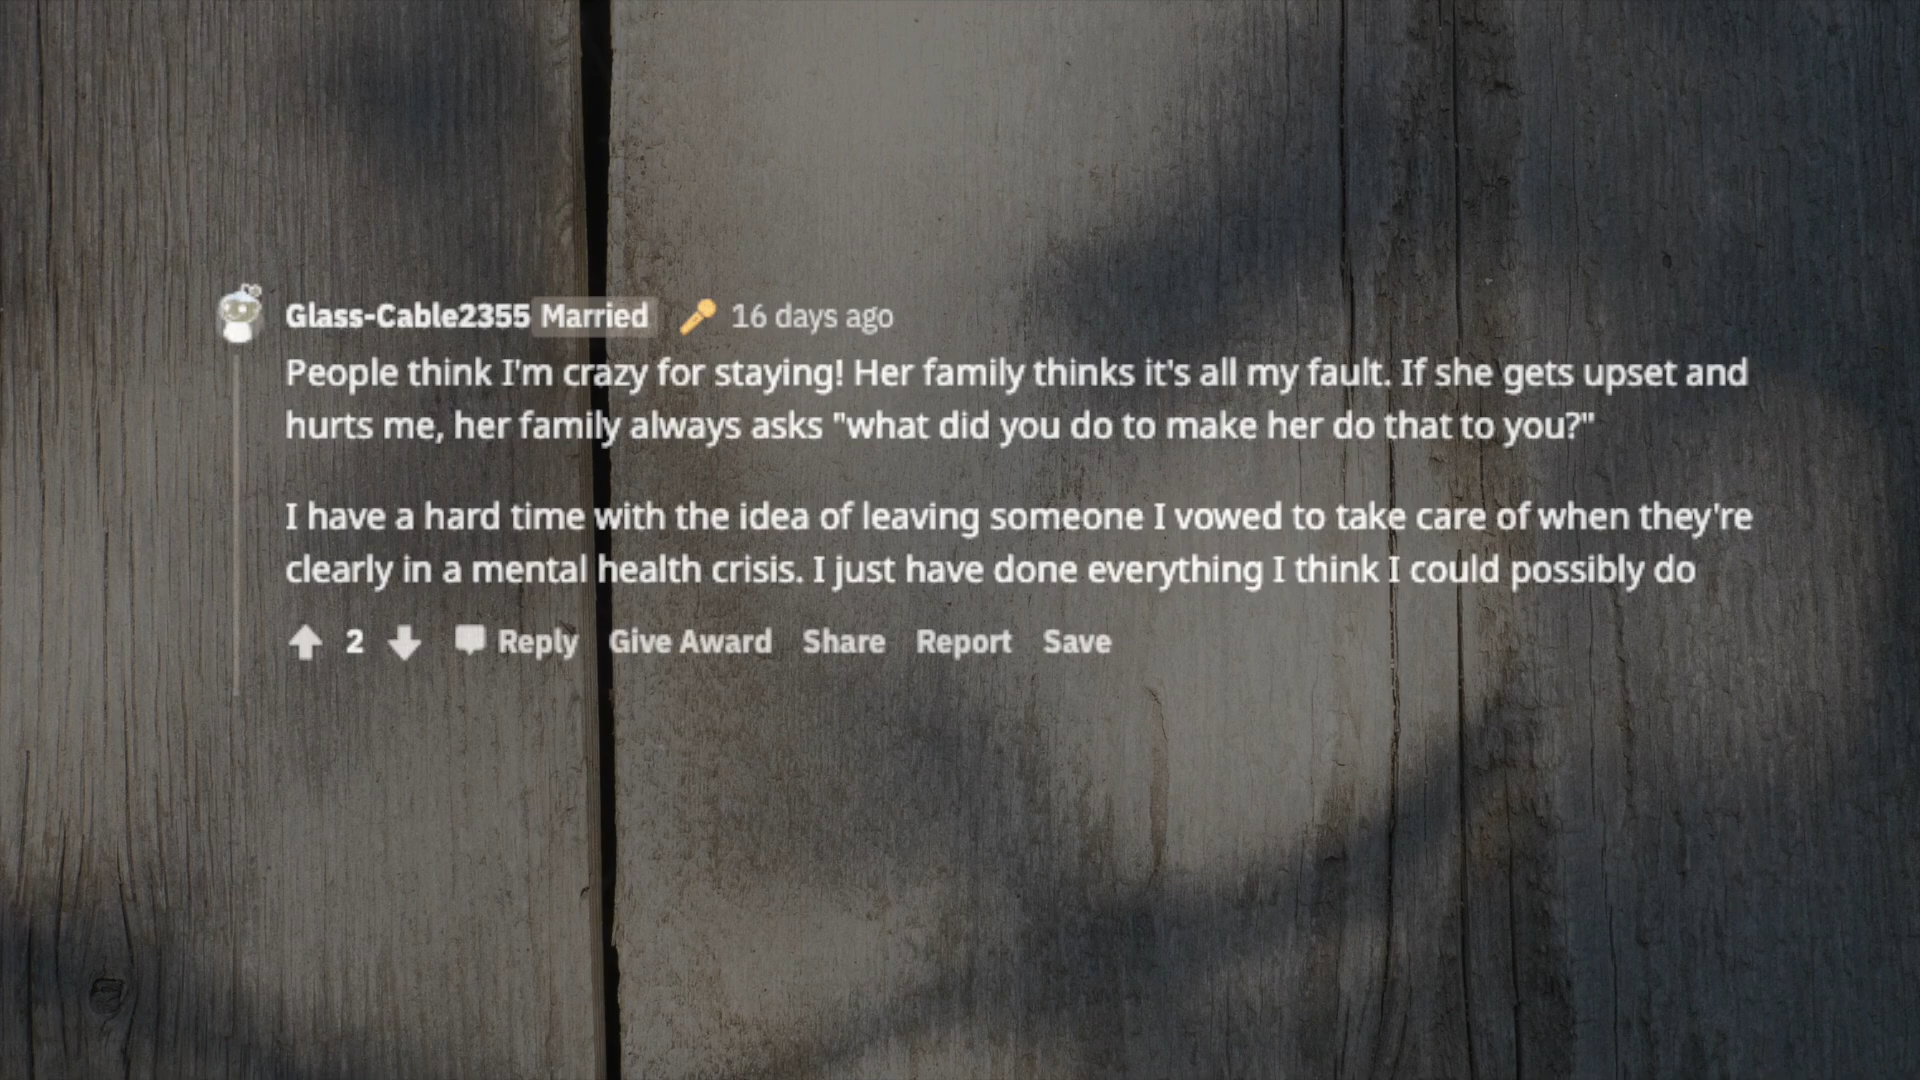 Glass-Cable2355 Married 16 days ago
People think I'm crazy for staying! Her family thinks it's all my fault. If she gets upset and
hurts me, her family always asks "what did you do to make her do that to you?"
I have a hard time with the idea of leaving someone I vowed to take care of when they're
clearly in a mental health crisis. I just have done everything I think I could possibly do
2 Reply Give Award Share Report Save